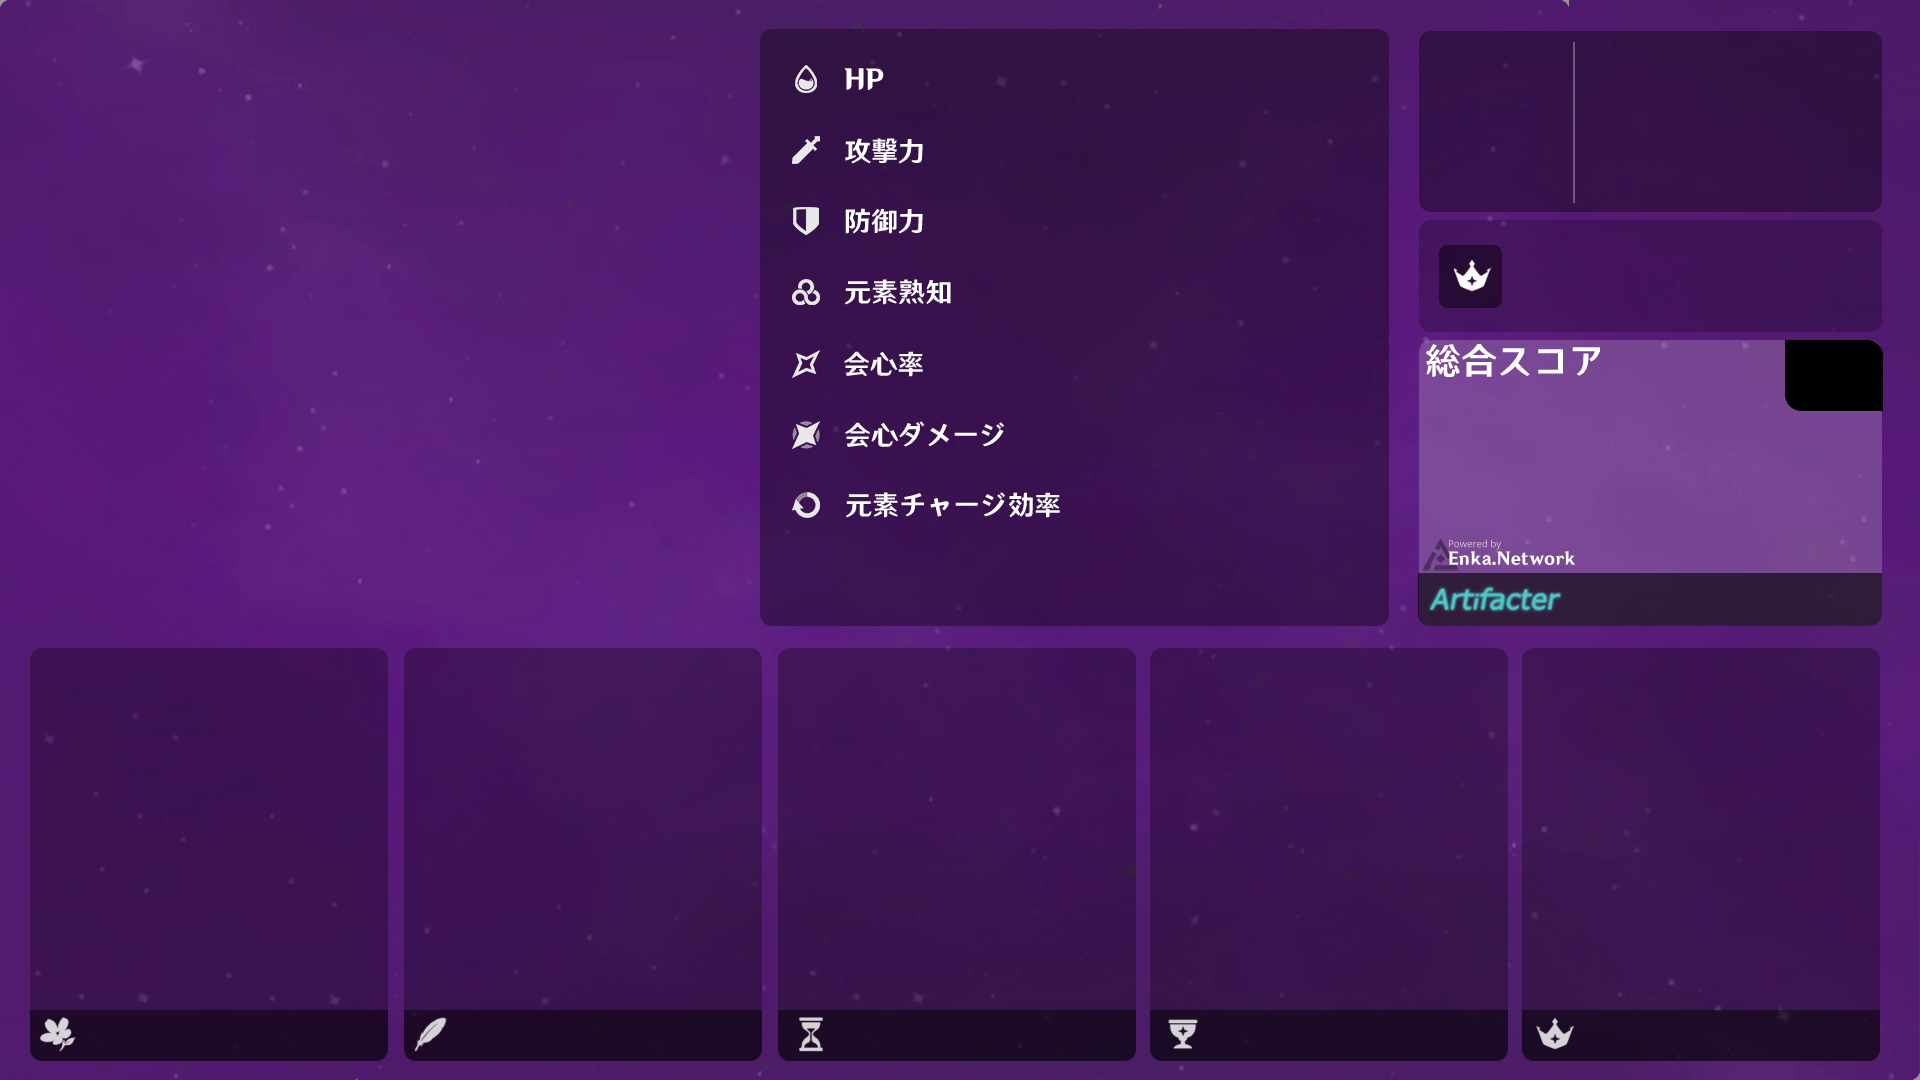 HP
攻撃力
防御力
元素熟知
会心率
会心ダメージ
元素チャージ効率
総合スコア
Powered by
Enka.Network
Artifacter